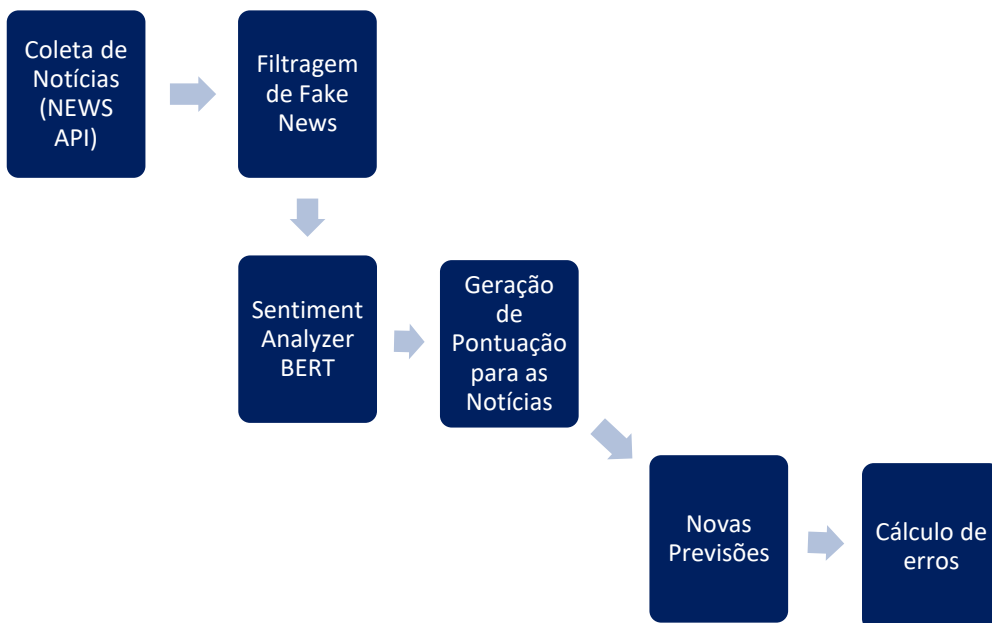 Coleta de
Notícias
(NEWS
API)
Filtragem
de Fake
News
Sentiment
Analyzer
BERT
Geração
de
Pontuação
para as
Notícias
Novas
Previsões
Cálculo de
erros